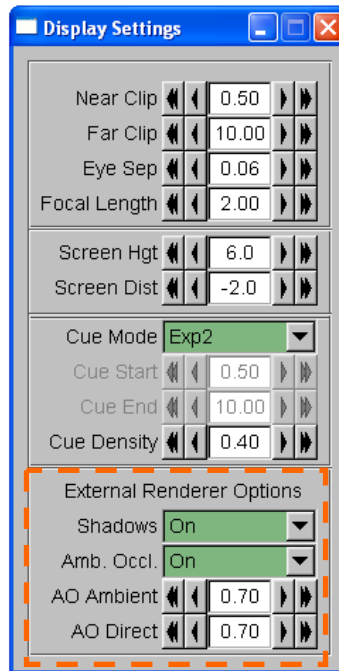 Display Settings
Near Clip 0.50
Far Clip 10.00
Eye Sep 0.06
Focal Length 2.00
Screen Hgt 6.0
Screen Dist -2.0
Cue Mode Exp2
Cue Start 0.50
Cue End 10.00
Cue Density 0.40
External Renderer Options
Shadows On
Amb. Occl. On
AO Ambient 0.70
AO Direct 0.70